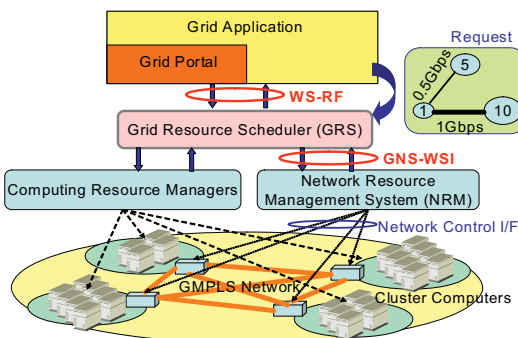 Grid Application
Request
Grid Portal
5
0.5Gbps
WS-RF
1
10
1Gbps
Grid Resource Scheduler (GRS)
GNS-WSI
Computing Resource Managers
Network Resource
Management System (NRM)
Network Control I/F
GMPLS Network
Cluster Computers